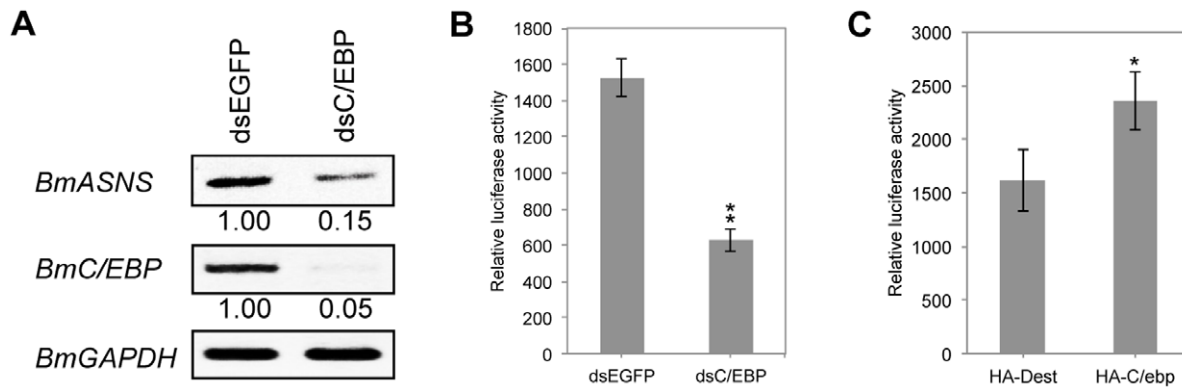 A
dsEGFP
dsC/EBP
BmASNS
1.00 0.15
BmC/EBP
1.00 0.05
BmGAPDH
B
Relative luciferase activity
1800
1600
1400
1200
1000
800
600
400
200
0
**
dsEGFP dsC/EBP
C
Relative luciferase activity
3000
2500
2000
1500
1000
500
0
*
HA-Dest HA-C/ebp